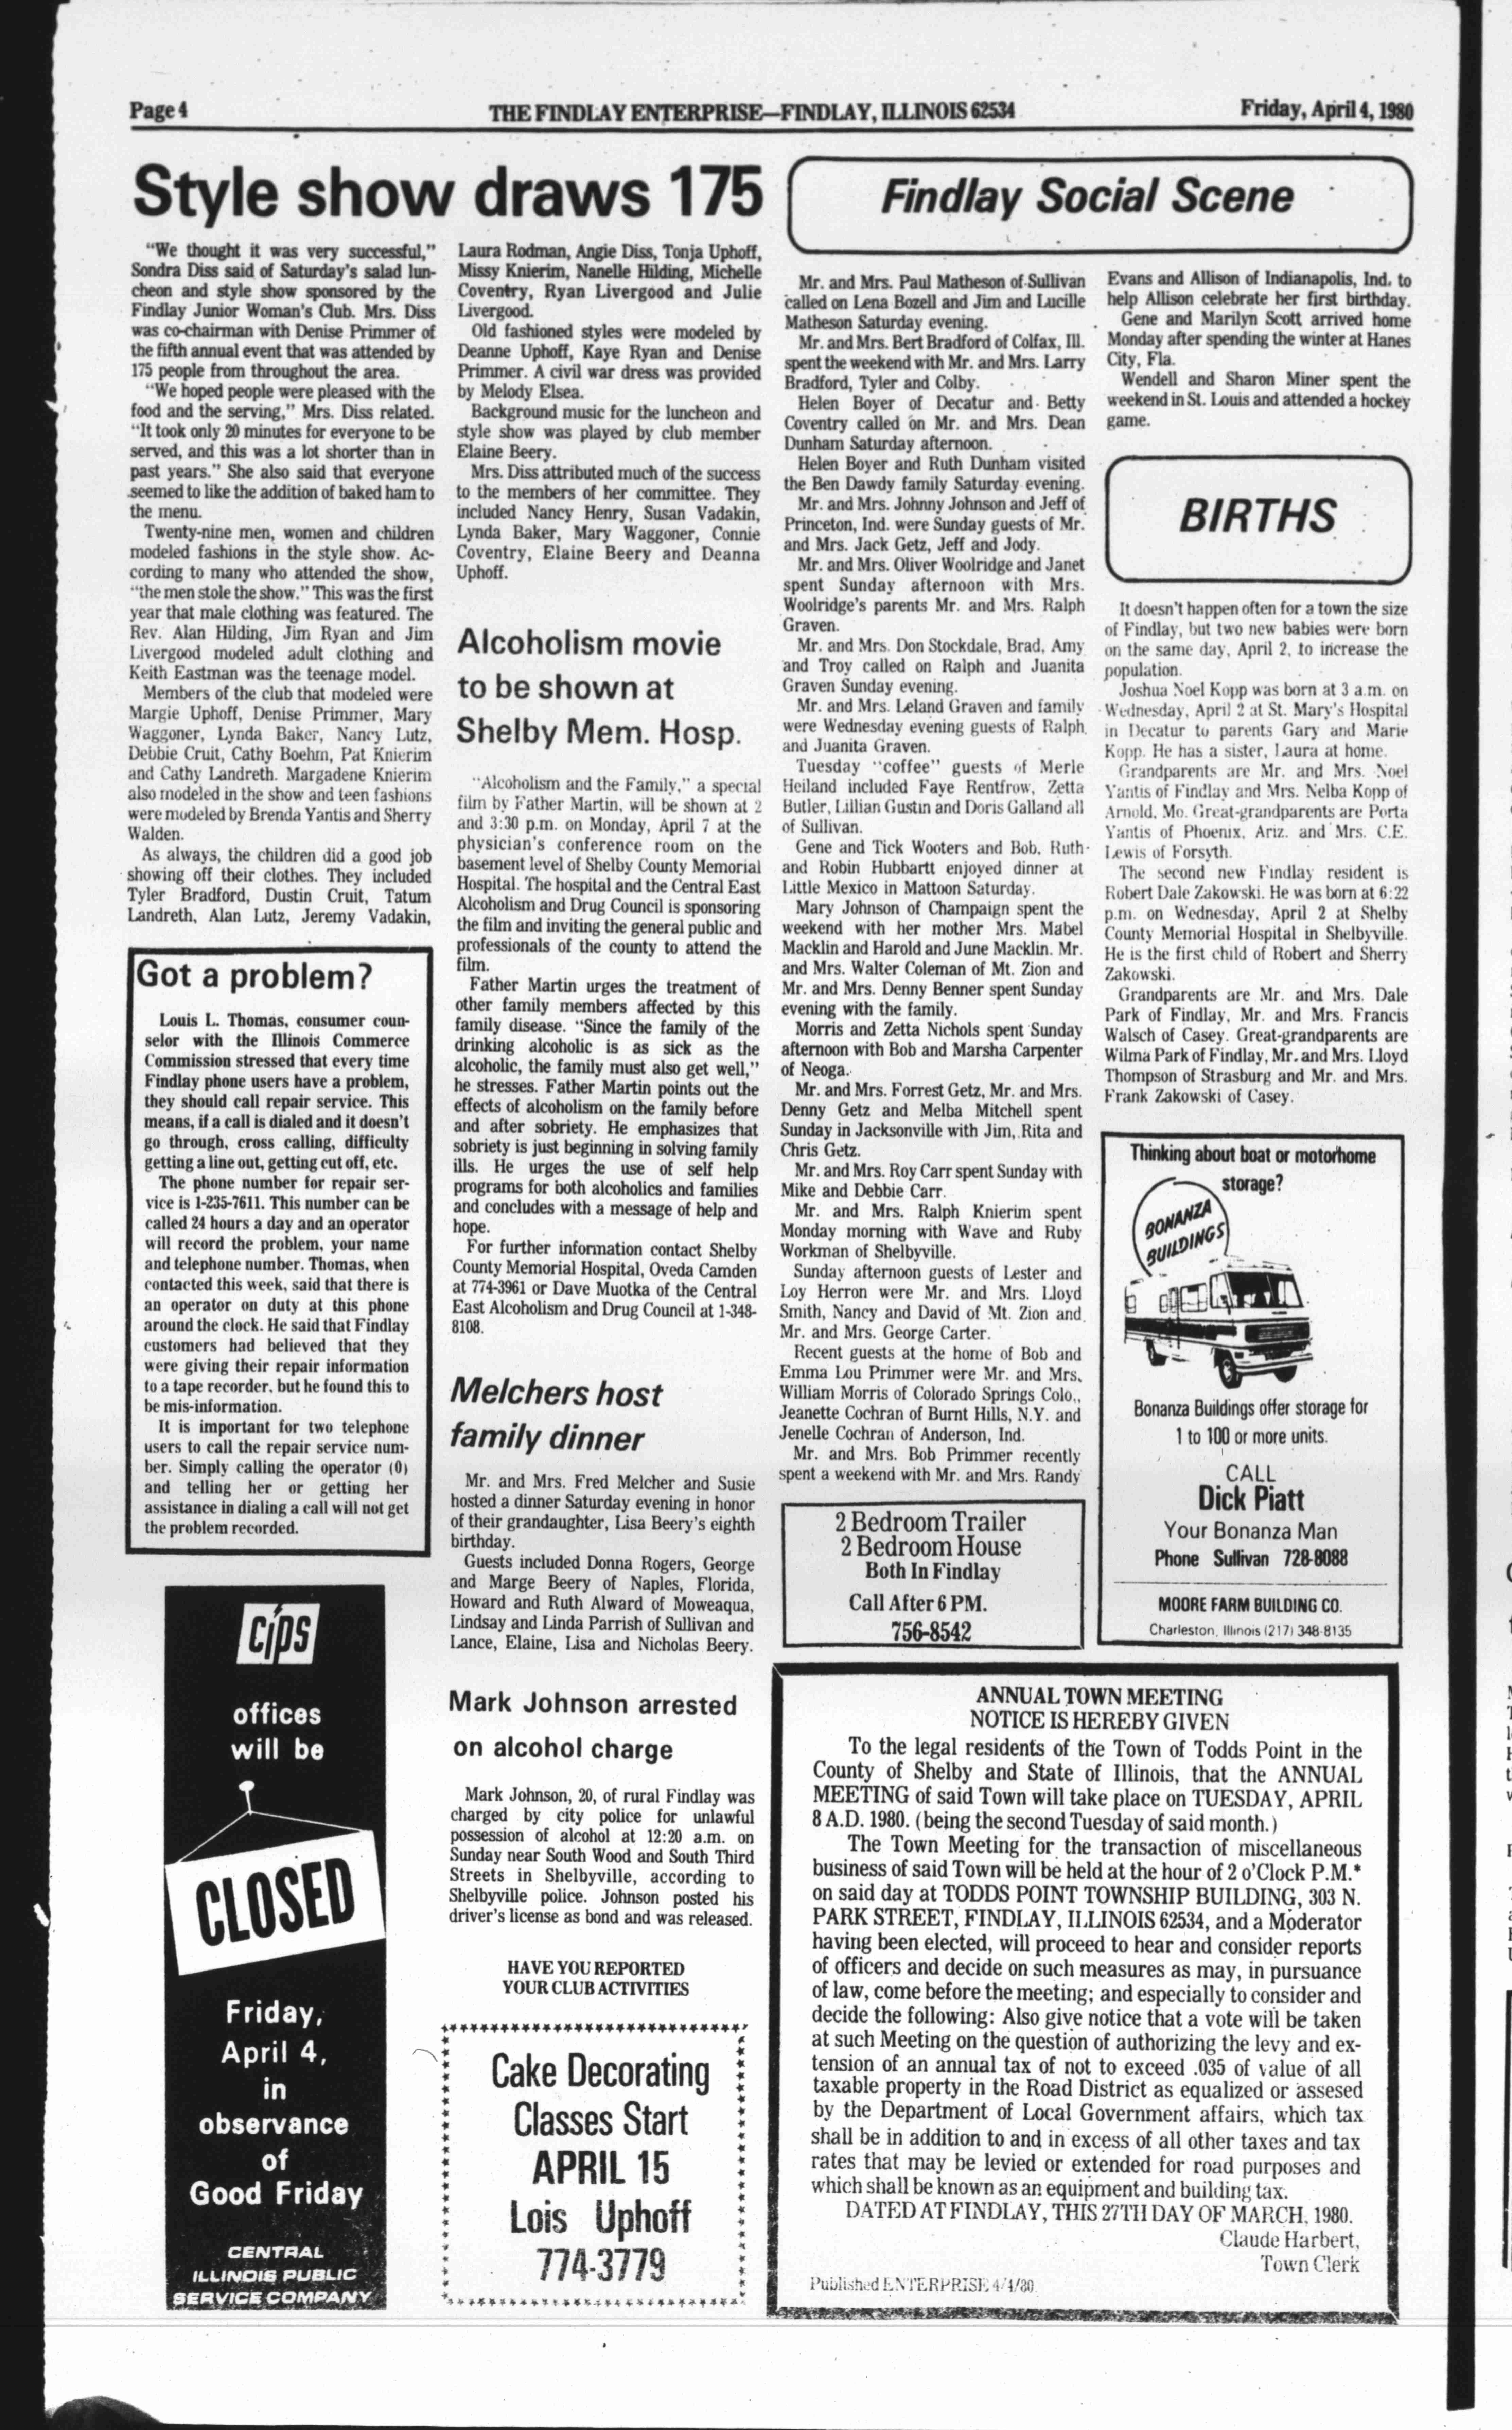 Page 4
THE FINDLAY ENTERPRISE—FINDLAY, ILLINOIS 62534
Friday, April 4, 1980
Style show draws 175
"We thought it was very successful,"
Sondra Diss said of Saturday's salad lun-
cheon and style show sponsored by the
Findlay Junior Woman's Club. Mrs. Diss
was co-chairman with Denise Primmer of
the fifth annual event that was attended by
175 people from throughout the area.
"We hoped people were pleased with the
food and the serving," Mrs. Diss related.
"It took only 20 minutes for everyone to be
served, and this was a lot shorter than in
past years." She also said that everyone
seemed to like the addition of baked ham to
the menu.
Twenty-nine men, women and children
modeled fashions in the style show. Ac-
cording to many who attended the show,
"the men stole the show." This was the first
year that male clothing was featured. The
Rev. Alan Hilding, Jim Ryan and Jim
Livergood modeled adult clothing and
Keith Eastman was the teenage model.
Members of the club that modeled were
Margie Uphoff, Denise Primmer, Mary
Waggoner, Lynda Baker, Nancy Lutz,
Debbie Cruit, Cathy Boehm, Pat Knierim
and Cathy Landreth. Margadene Knierim
also modeled in the show and teen fashions
were modeled by Brenda Yantis and Sherry
Walden.
As always, the children did a good job
showing off their clothes. They included
Tyler Bradford, Dustin Cruit, Tatum
Landreth, Alan Lutz, Jeremy Vadakin,
Laura Rodman, Angie Diss, Tonja Uphoff,
Missy Knierim, Nanelle Hilding, Michelle
Coventry, Ryan Livergood and Julie
Livergood.
Old fashioned styles were modeled by
Deanne Uphoff, Kaye Ryan and Denise
Primmer. A civil war dress was provided
by Melody Elsea.
Background music for the luncheon and
style show was played by club member
Elaine Beery.
Mrs. Diss attributed much of the success
to the members of her committee. They
included Nancy Henry, Susan Vadakin,
Lynda Baker, Mary Waggoner, Connie
Coventry, Elaine Beery and Deanna
Uphoff.
Got a problem?
Louis L. Thomas, consumer coun-
selor with the Illinois Commerce
Commission stressed that every time
Findlay phone users have a problem,
they should call repair service. This
means, if a call is dialed and it doesn't
go through, cross calling, difficulty
getting a line out, getting cut off, etc.
The phone number for repair ser-
vice is 1-235-7611. This number can be
called 24 hours a day and an operator
will record the problem, your name
and telephone number. Thomas, when
contacted this week, said that there is
an operator on duty at this phone
around the clock. He said that Findlay
customers had believed that they
were giving their repair information
to a tape recorder, but he found this to
be mis-information.
It is important for two telephone
users to call the repair service num-
ber. Simply calling the operator (0)
and telling her or getting her
assistance in dialing a call will not get
the problem recorded.
cips
offices
will be
CLOSED
Friday,
April 4,
in
observance
of
Good Friday
CENTRAL
ILLINOIS PUBLIC
SERVICE COMPANY
Alcoholism movie
to be shown at
Shelby Mem. Hosp.
"Alcoholism and the Family," a special
film by Father Martin, will be shown at 2
and 3:30 p.m. on Monday, April 7 at the
physician's conference room on the
basement level of Shelby County Memorial
Hospital. The hospital and the Central East
Alcoholism and Drug Council is sponsoring
the film and inviting the general public and
professionals of the county to attend the
film.
Father Martin urges the treatment of
other family members affected by this
family disease. "Since the family of the
drinking alcoholic is as sick as the
alcoholic, the family must also get well,"
he stresses. Father Martin points out the
effects of alcoholism on the family before
and after sobriety. He emphasizes that
sobriety is just beginning in solving family
ills. He urges the use of self help
programs for both alcoholics and families
and concludes with a message of help and
hope.
For further information contact Shelby
County Memorial Hospital, Oveda Camden
at 774-3961 or Dave Muotka of the Central
East Alcoholism and Drug Council at 1-348-
8108.
Melchers host
family dinner
Mr. and Mrs. Fred Melcher and Susie
hosted a dinner Saturday evening in honor
of their grandaughter, Lisa Beery's eighth
birthday.
Guests included Donna Rogers, George
and Marge Beery of Naples, Florida,
Howard and Ruth Alward of Moweaqua,
Lindsay and Linda Parrish of Sullivan and
Lance, Elaine, Lisa and Nicholas Beery.
Mark Johnson arrested
on alcohol charge
Mark Johnson, 20, of rural Findlay was
charged by city police for unlawful
possession of alcohol at 12:20 a.m. on
Sunday near South Wood and South Third
Streets in Shelbyville, according to
Shelbyville police. Johnson posted his
driver's license as bond and was released.
HAVE YOU REPORTED
YOUR CLUB ACTIVITIES
Cake Decorating
Classes Start
APRIL 15
Lois Uphoff
774-3779
Findlay Social Scene
Mr. and Mrs. Paul Matheson of Sullivan
called on Lena Bozell and Jim and Lucille
Matheson Saturday evening.
Mr. and Mrs. Bert Bradford of Colfax, Ill.
spent the weekend with Mr. and Mrs. Larry
Bradford, Tyler and Colby.
Helen Boyer of Decatur and Betty
Coventry called on Mr. and Mrs. Dean
Dunham Saturday afternoon.
Helen Boyer and Ruth Dunham visited
the Ben Dawdy family Saturday evening.
Mr. and Mrs. Johnny Johnson and Jeff of
Princeton, Ind. were Sunday guests of Mr.
and Mrs. Jack Getz, Jeff and Jody.
Mr. and Mrs. Oliver Woolridge and Janet
spent Sunday afternoon with Mrs.
Woolridge's parents Mr. and Mrs. Ralph
Graven.
Mr. and Mrs. Don Stockdale, Brad, Amy
and Troy called on Ralph and Juanita
Graven Sunday evening.
Mr. and Mrs. Leland Graven and family
were Wednesday evening guests of Ralph
and Juanita Graven.
Tuesday "coffee" guests of Merle
Heiland included Faye Rentfrow, Zetta
Butler, Lillian Gustin and Doris Galland all
of Sullivan.
Gene and Tick Wooters and Bob, Ruth
and Robin Hubbartt enjoyed dinner at
Little Mexico in Mattoon Saturday.
Mary Johnson of Champaign spent the
weekend with her mother Mrs. Mabel
Macklin and Harold and June Macklin. Mr.
and Mrs. Walter Coleman of Mt. Zion and
Mr. and Mrs. Denny Benner spent Sunday
evening with the family.
Morris and Zetta Nichols spent Sunday
afternoon with Bob and Marsha Carpenter
of Neoga.
Mr. and Mrs. Forrest Getz, Mr. and Mrs.
Denny Getz and Melba Mitchell spent
Sunday in Jacksonville with Jim, Rita and
Chris Getz.
Mr. and Mrs. Roy Carr spent Sunday with
Mike and Debbie Carr.
Mr. and Mrs. Ralph Knierim spent
Monday morning with Wave and Ruby
Workman of Shelbyville.
Sunday afternoon guests of Lester and
Loy Herron were Mr. and Mrs. Lloyd
Smith, Nancy and David of Mt. Zion and
Mr. and Mrs. George Carter.
Recent guests at the home of Bob and
Emma Lou Primmer were Mr. and Mrs.
William Morris of Colorado Springs Colo.,
Jeanette Cochran of Burnt Hills, N.Y. and
Jenelle Cochran of Anderson, Ind.
Mr. and Mrs. Bob Primmer recently
spent a weekend with Mr. and Mrs. Randy
Evans and Allison of Indianapolis, Ind. to
help Allison celebrate her first birthday.
Gene and Marilyn Scott arrived home
Monday after spending the winter at Hanes
City, Fla.
Wendell and Sharon Miner spent the
weekend in St. Louis and attended a hockey
game.
BIRTHS
It doesn't happen often for a town the size
of Findlay, but two new babies were born
on the same day, April 2, to increase the
population.
Joshua Noel Kopp was born at 3 a.m. on
Wednesday, April 2 at St. Mary's Hospital
in Decatur to parents Gary and Marie
Kopp. He has a sister, Laura at home.
Grandparents are Mr. and Mrs. Noel
Yantis of Findlay and Mrs. Nelba Kopp of
Arnold, Mo. Great-grandparents are Porta
Yantis of Phoenix, Ariz. and Mrs. C.E.
Lewis of Forsyth.
The second new Findlay resident is
Robert Dale Zakowski. He was born at 6:22
p.m. on Wednesday, April 2 at Shelby
County Memorial Hospital in Shelbyville.
He is the first child of Robert and Sherry
Zakowski.
Grandparents are Mr. and Mrs. Dale
Park of Findlay, Mr. and Mrs. Francis
Walsch of Casey. Great-grandparents are
Wilma Park of Findlay, Mr. and Mrs. Lloyd
Thompson of Strasburg and Mr. and Mrs.
Frank Zakowski of Casey.
2 Bedroom Trailer
2 Bedroom House
Both In Findlay
Call After 6 PM.
756-8542
Thinking about boat or motorhome
storage?
BONANZA
BUILDINGS
Bonanza Buildings offer storage for
1 to 100 or more units.
CALL
Dick Piatt
Your Bonanza Man
Phone Sullivan 728-8088
MOORE FARM BUILDING CO.
Charleston, Illinois (217) 348-8135
ANNUAL TOWN MEETING
NOTICE IS HEREBY GIVEN
To the legal residents of the Town of Todds Point in the
County of Shelby and State of Illinois, that the ANNUAL
MEETING of said Town will take place on TUESDAY, APRIL
8 A.D. 1980. (being the second Tuesday of said month.)
The Town Meeting for the transaction of miscellaneous
business of said Town will be held at the hour of 2 o'Clock P.M.*
on said day at TODDS POINT TOWNSHIP BUILDING, 303 N.
PARK STREET, FINDLAY, ILLINOIS 62534, and a Moderator
having been elected, will proceed to hear and consider reports
of officers and decide on such measures as may, in pursuance
of law, come before the meeting; and especially to consider and
decide the following: Also give notice that a vote will be taken
at such Meeting on the question of authorizing the levy and ex-
tension of an annual tax of not to exceed .035 of value of all
taxable property in the Road District as equalized or assesed
by the Department of Local Government affairs, which tax
shall be in addition to and in excess of all other taxes and tax
rates that may be levied or extended for road purposes and
which shall be known as an equipment and building tax.
DATED AT FINDLAY, THIS 27TH DAY OF MARCH, 1980.
Claude Harbert,
Town Clerk
Published ENTERPRISE 4/4/80